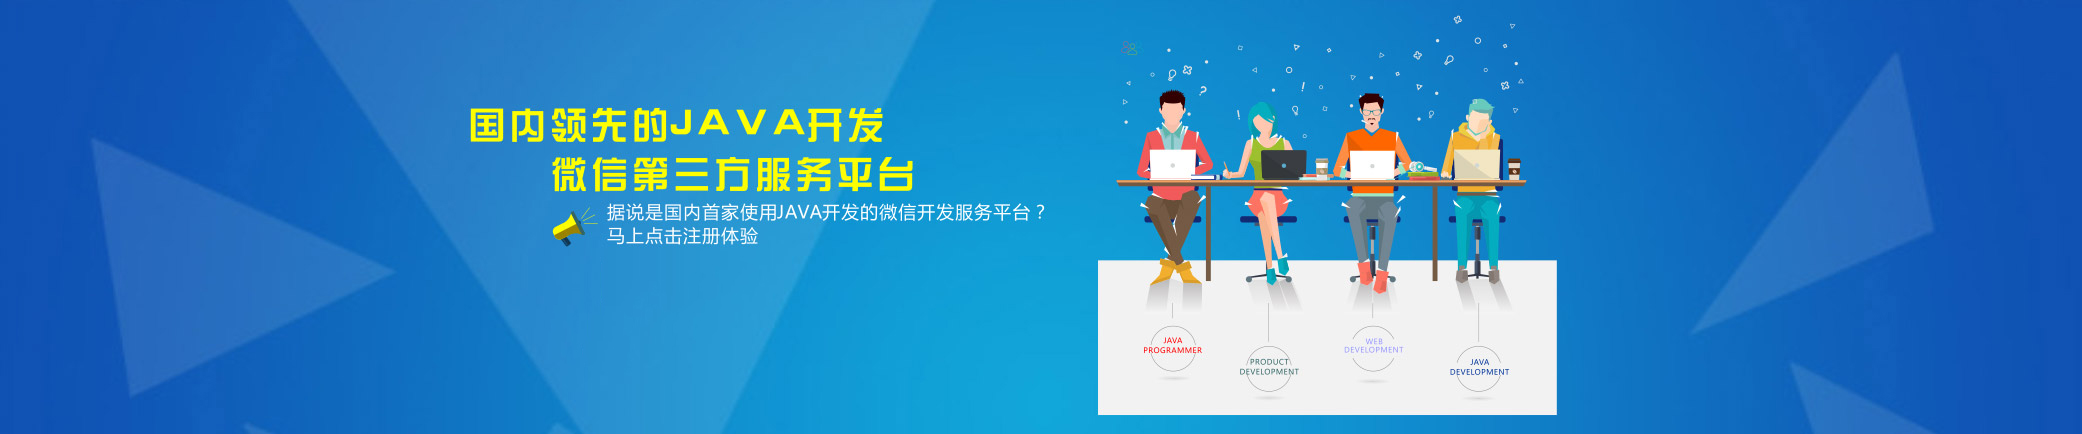 国内领先的JAVA开发
微信第三方服务平台
据说是国内首家使用JAVA开发的微信开发服务平台？
马上点击注册体验
JAVA
PROGRAMMER
PRODUCT
DEVELOPMENT
WEB
DEVELOPMENT
JAVA
DEVELOPMENT